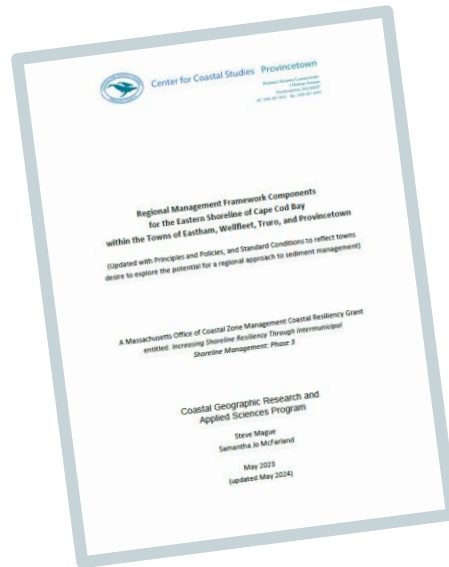 Center for Coastal Studies Provincetown
Regional Management Framework Components
for the Eastern Shoreline of Cape Cod Bay
within the Towns of Eastham, Wellfleet, Truro, and Provincetown
(Updated with Principles and Policies, and Standard Conditions to reflect towns
desire to explore the potential for a regional approach to sediment management)
A Massachusetts Office of Coastal Zone Management Coastal Resiliency Grant
entitled: Increasing Shoreline Resiliency Through Intermunicipal
Shoreline Management: Phase 3
Coastal Geographic Research and
Applied Sciences Program
Steve Mague
Samantha Jo McFarland
May 2023
(updated May 2024)